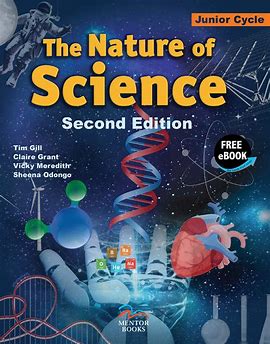 Junior Cycle
The Nature of
Science
Second Edition
Tim Gill
Claire Grant
Vicky Meredith
Sheena Odongo
FREE
eBOOK
MENTOR
BOOKS